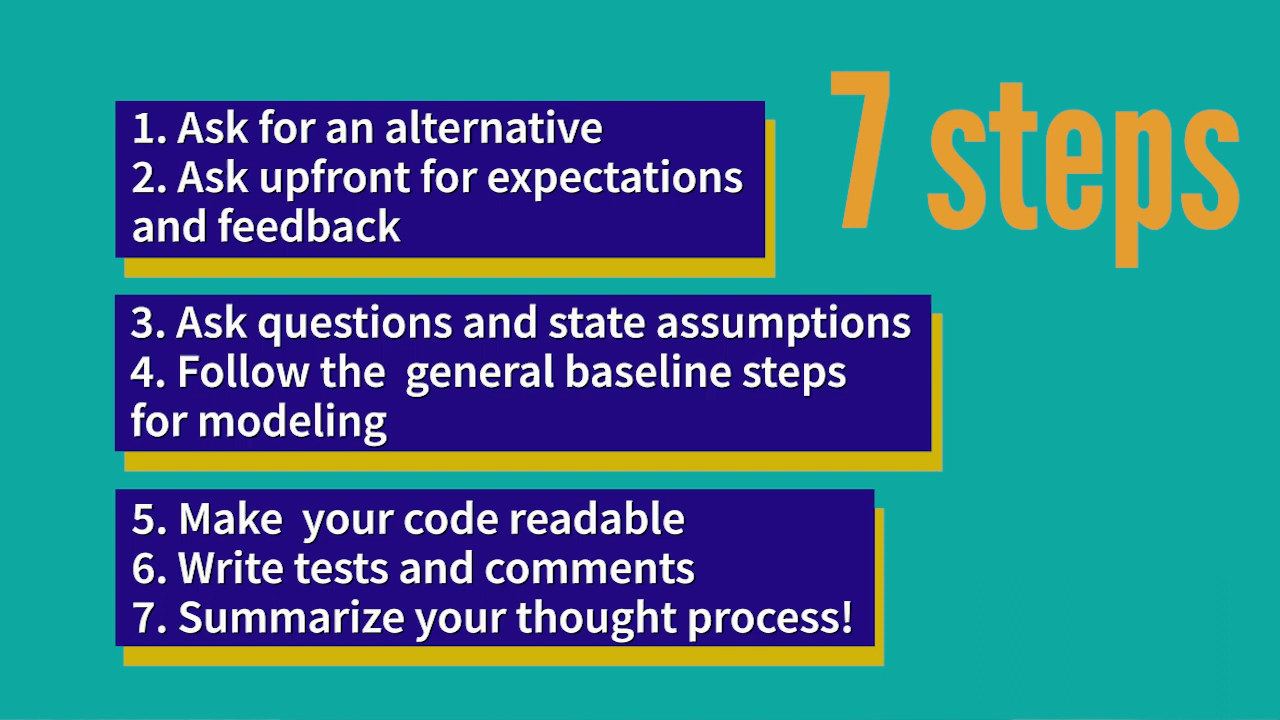 7 steps
1. Ask for an alternative
2. Ask upfront for expectations
and feedback
3. Ask questions and state assumptions
4. Follow the  general baseline steps
for modeling
5. Make  your code readable
6. Write tests and comments
7. Summarize your thought process!